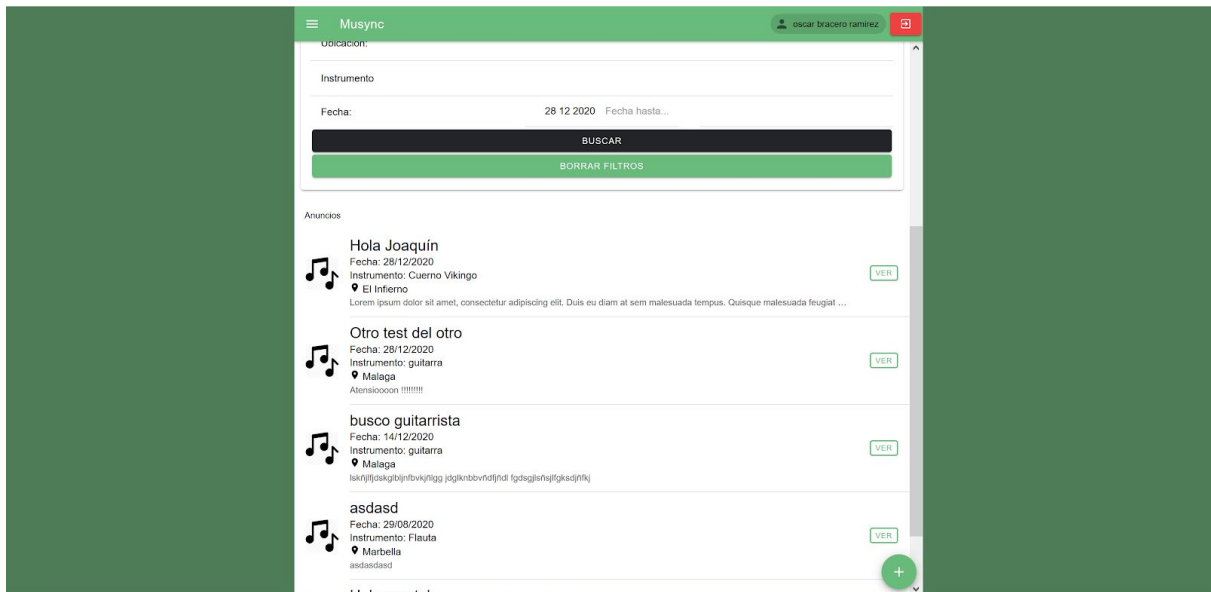 Musync
oscar bracero ramirez
Ubicación:
Instrumento
Fecha: 28 12 2020 Fecha hasta...
BUSCAR
BORRAR FILTROS
Anuncios
Hola Joaquín
Fecha: 28/12/2020
Instrumento: Cuerno Vikingo
El Infierno
Lorem ipsum dolor sit amet, consectetur adipiscing elit. Duis eu diam at sem malesuada tempus. Quisque malesuada feugiat ...
VER
Otro test del otro
Fecha: 28/12/2020
Instrumento: guitarra
Malaga
Atensioooon !!!!!!!!!
VER
busco guitarrista
Fecha: 14/12/2020
Instrumento: guitarra
Malaga
VER
asdasd
Fecha: 29/08/2020
Instrumento: Flauta
Marbella
asdasdasd
VER